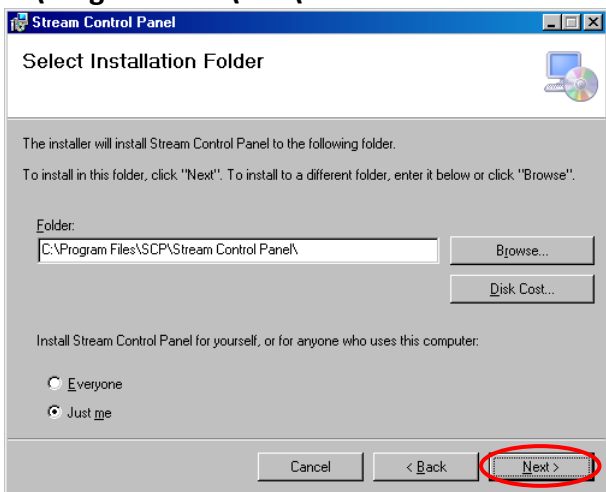 Stream Control Panel
Select Installation Folder
The installer will install Stream Control Panel to the following folder.
To install in this folder, click "Next". To install to a different folder, enter it below or click "Browse".
Folder:
C:\Program Files\SCP\Stream Control Panel\
Browse...
Disk Cost...
Install Stream Control Panel for yourself, or for anyone who uses this computer:
Everyone
Just me
Cancel
< Back
Next >